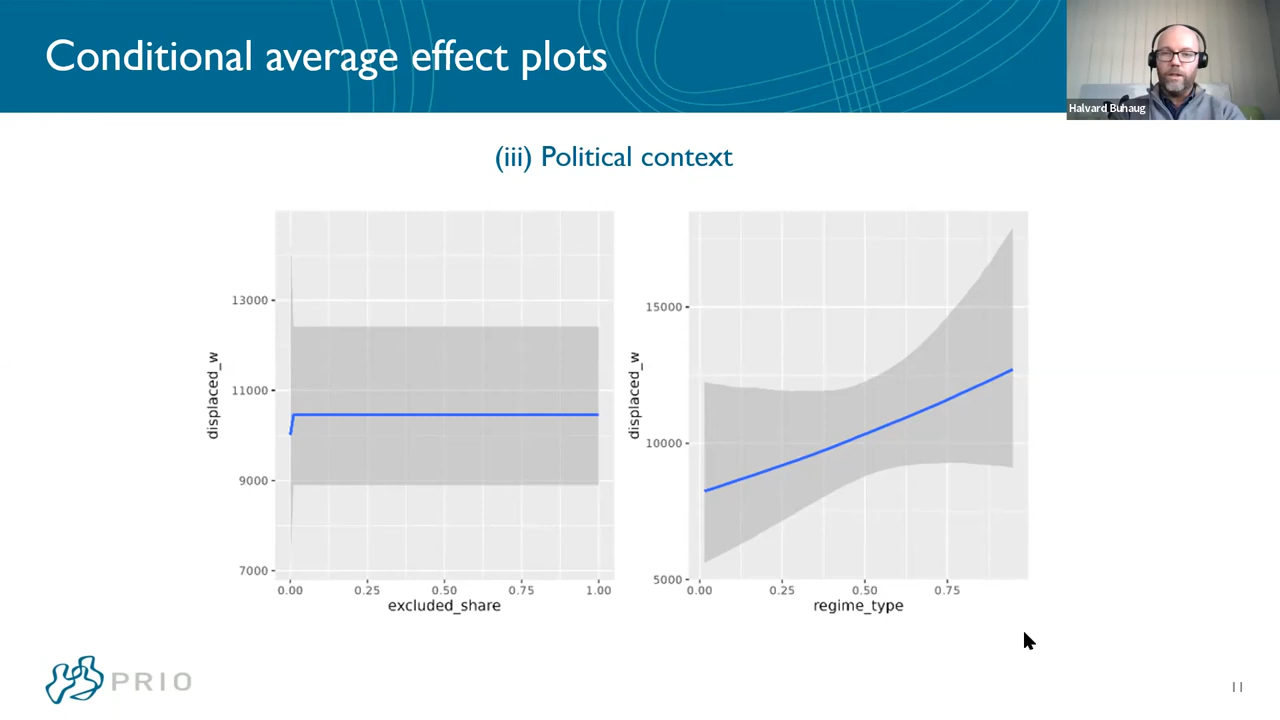 Conditional average effect plots
Halvard Buhaug
(iii) Political context
displaced_w
13000
11000
9000
7000
0.00 0.25 0.50 0.75 1.00
excluded_share
displaced_w
15000
10000
5000
0.00 0.25 0.50 0.75
regime_type
PRIO
11